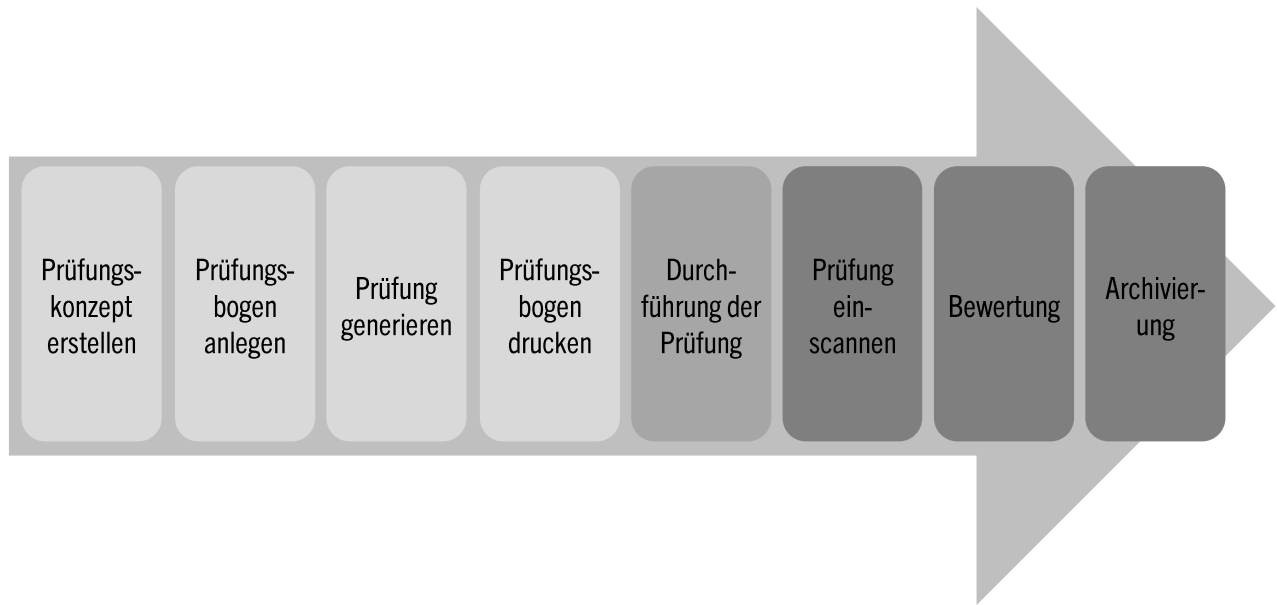 Prüfungs-
konzept
erstellen
Prüfungs-
bogen
anlegen
Prüfung
generieren
Prüfungs-
bogen
drucken
Durch-
führung der
Prüfung
Prüfung
ein-
scannen
Bewertung
Archivier-
ung